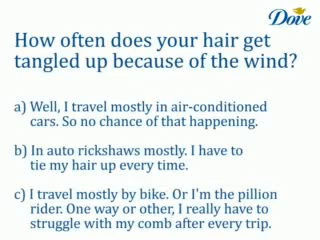 Dove
How often does your hair get
tangled up because of the wind?
a) Well, I travel mostly in air-conditioned
cars. So no chance of that happening.
b) In auto rickshaws mostly. I have to
tie my hair up every time.
c) I travel mostly by bike. Or I'm the pillion
rider. One way or other, I really have to
struggle with my comb after every trip.